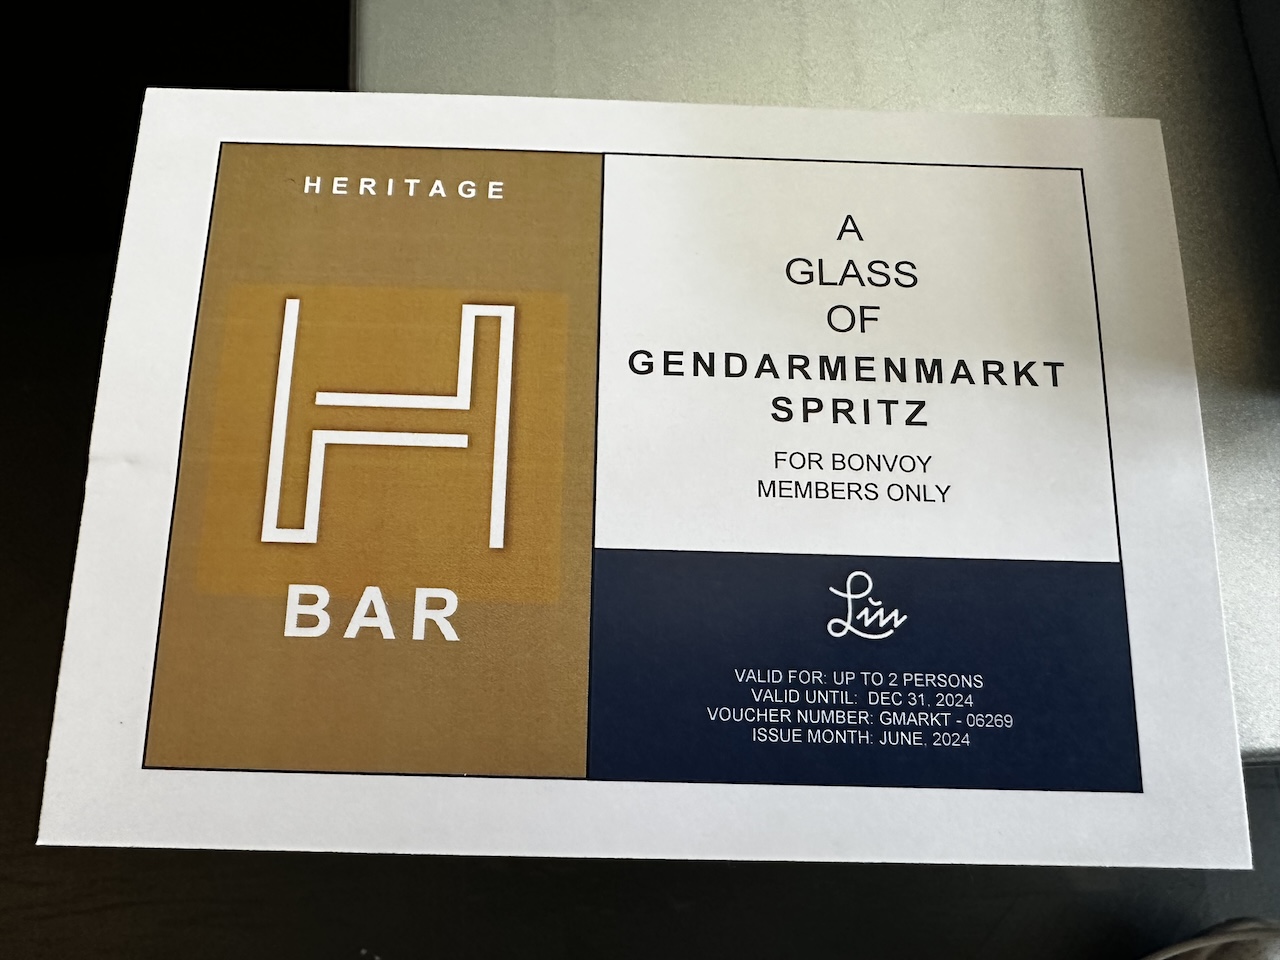 HERITAGE
H
BAR
A
GLASS
OF
GENDARMENMARKT
SPRITZ
FOR BONVOY
MEMBERS ONLY
Liu
VALID FOR: UP TO 2 PERSONS
VALID UNTIL: DEC 31, 2024
VOUCHER NUMBER: GMARKT - 06269
ISSUE MONTH: JUNE, 2024